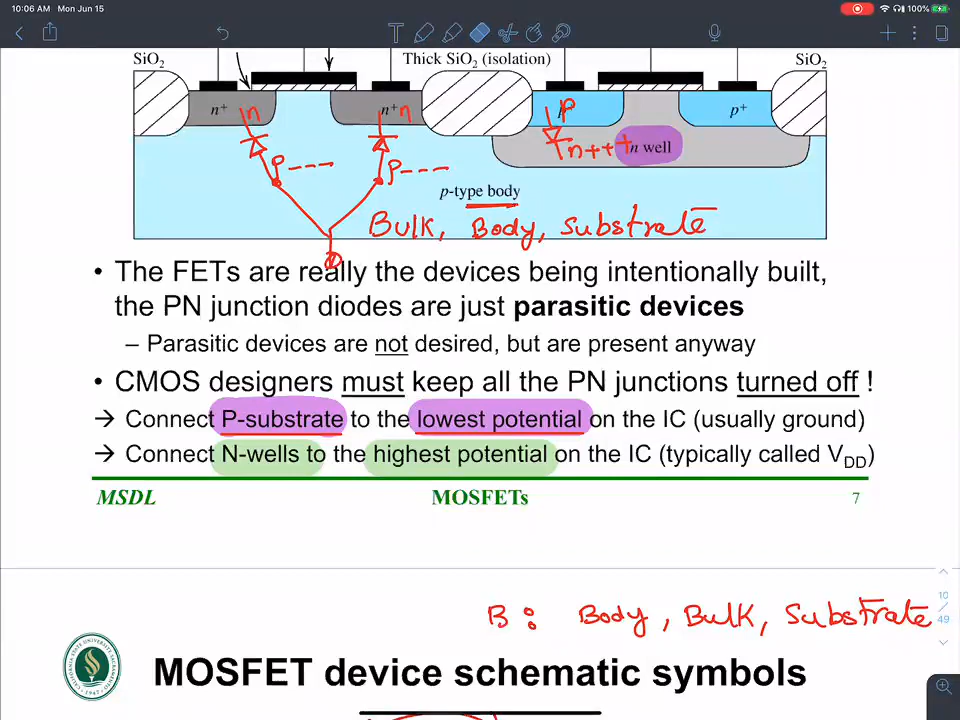 10:06 AM Mon Jun 15
100%
SiO2
Thick SiO2 (isolation)
SiO2
n+ n
n+ n
p
p+
n+++
n well
p---
p---
p-type body
Bulk, Body, Substrate
• The FETs are really the devices being intentionally built,
the PN junction diodes are just parasitic devices
– Parasitic devices are not desired, but are present anyway
• CMOS designers must keep all the PN junctions turned off !
→ Connect P-substrate to the lowest potential on the IC (usually ground)
→ Connect N-wells to the highest potential on the IC (typically called VDD)
MSDL
MOSFETs
7
10
/
49
B: Body, Bulk, Substrate
MOSFET device schematic symbols